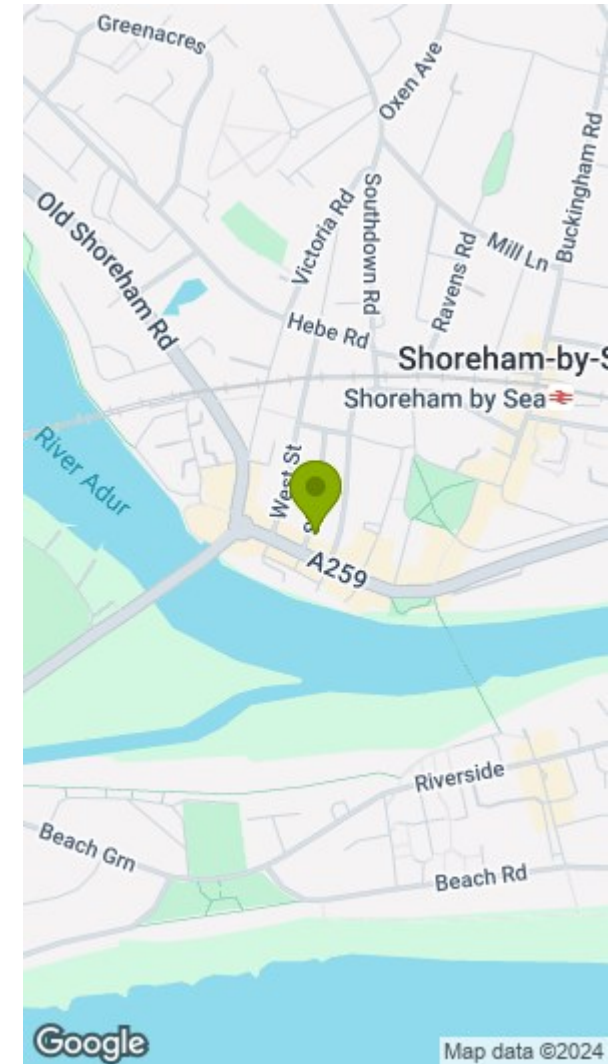 Greenacres
Oxen Ave
Buckingham Rd
Old Shoreham Rd
Victoria Rd
Southdown Rd
Ravens Rd
Mill Ln
Hebe Rd
Shoreham-by-S
Shoreham by Sea
River Adur
West St
A259
Riverside
Beach Grn
Beach Rd
Google
Map data ©2024